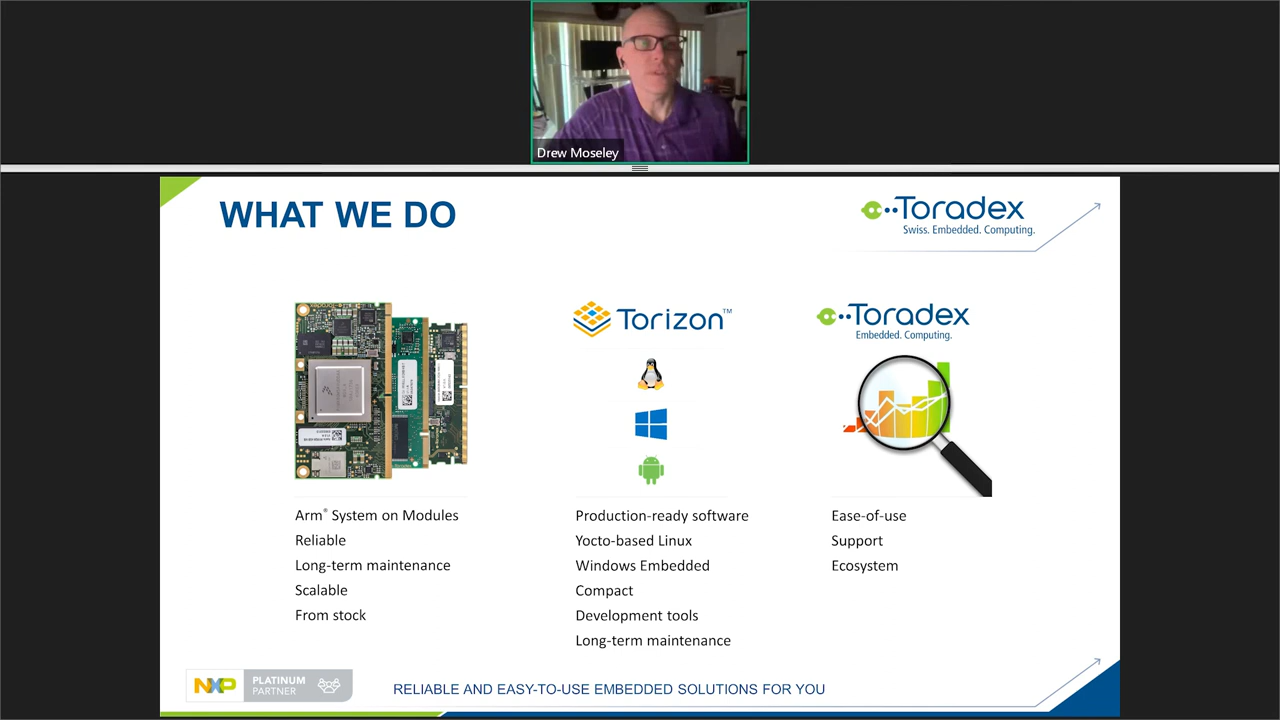 Drew Moseley
WHAT WE DO
Toradex
Swiss. Embedded. Computing.
Torizon™
Toradex
Embedded. Computing.
Arm® System on Modules
Reliable
Long-term maintenance
Scalable
From stock
Production-ready software
Yocto-based Linux
Windows Embedded
Compact
Development tools
Long-term maintenance
Ease-of-use
Support
Ecosystem
NXP
PLATINUM
PARTNER
RELIABLE AND EASY-TO-USE EMBEDDED SOLUTIONS FOR YOU